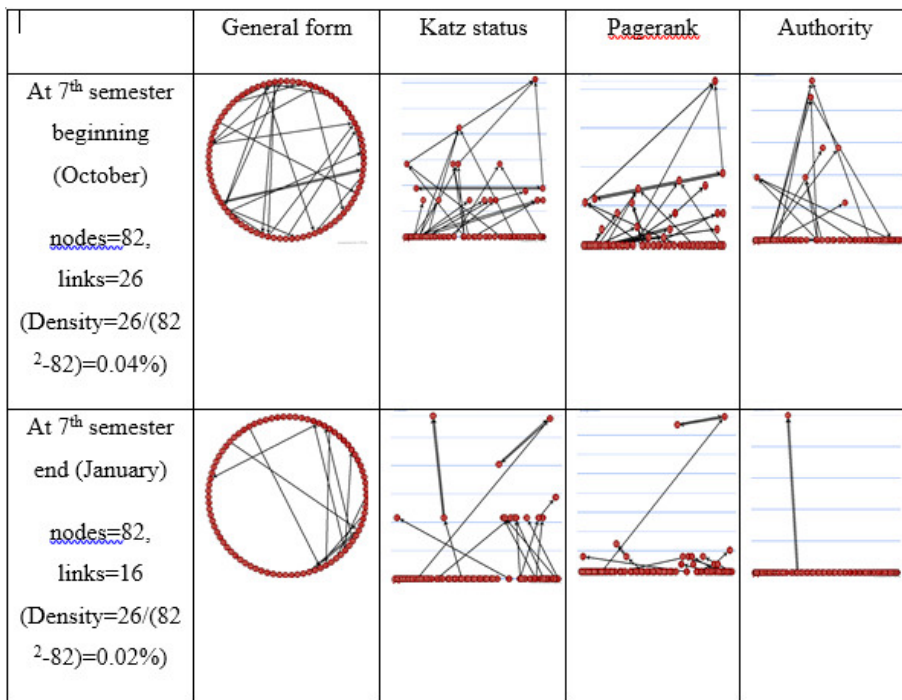 General form
Katz status
Pagerank
Authority
At 7th semester
beginning
(October)
nodes=82,
links=26
(Density=26/(82
2-82)=0.04%)
At 7th semester
end (January)
nodes=82,
links=16
(Density=26/(82
2-82)=0.02%)